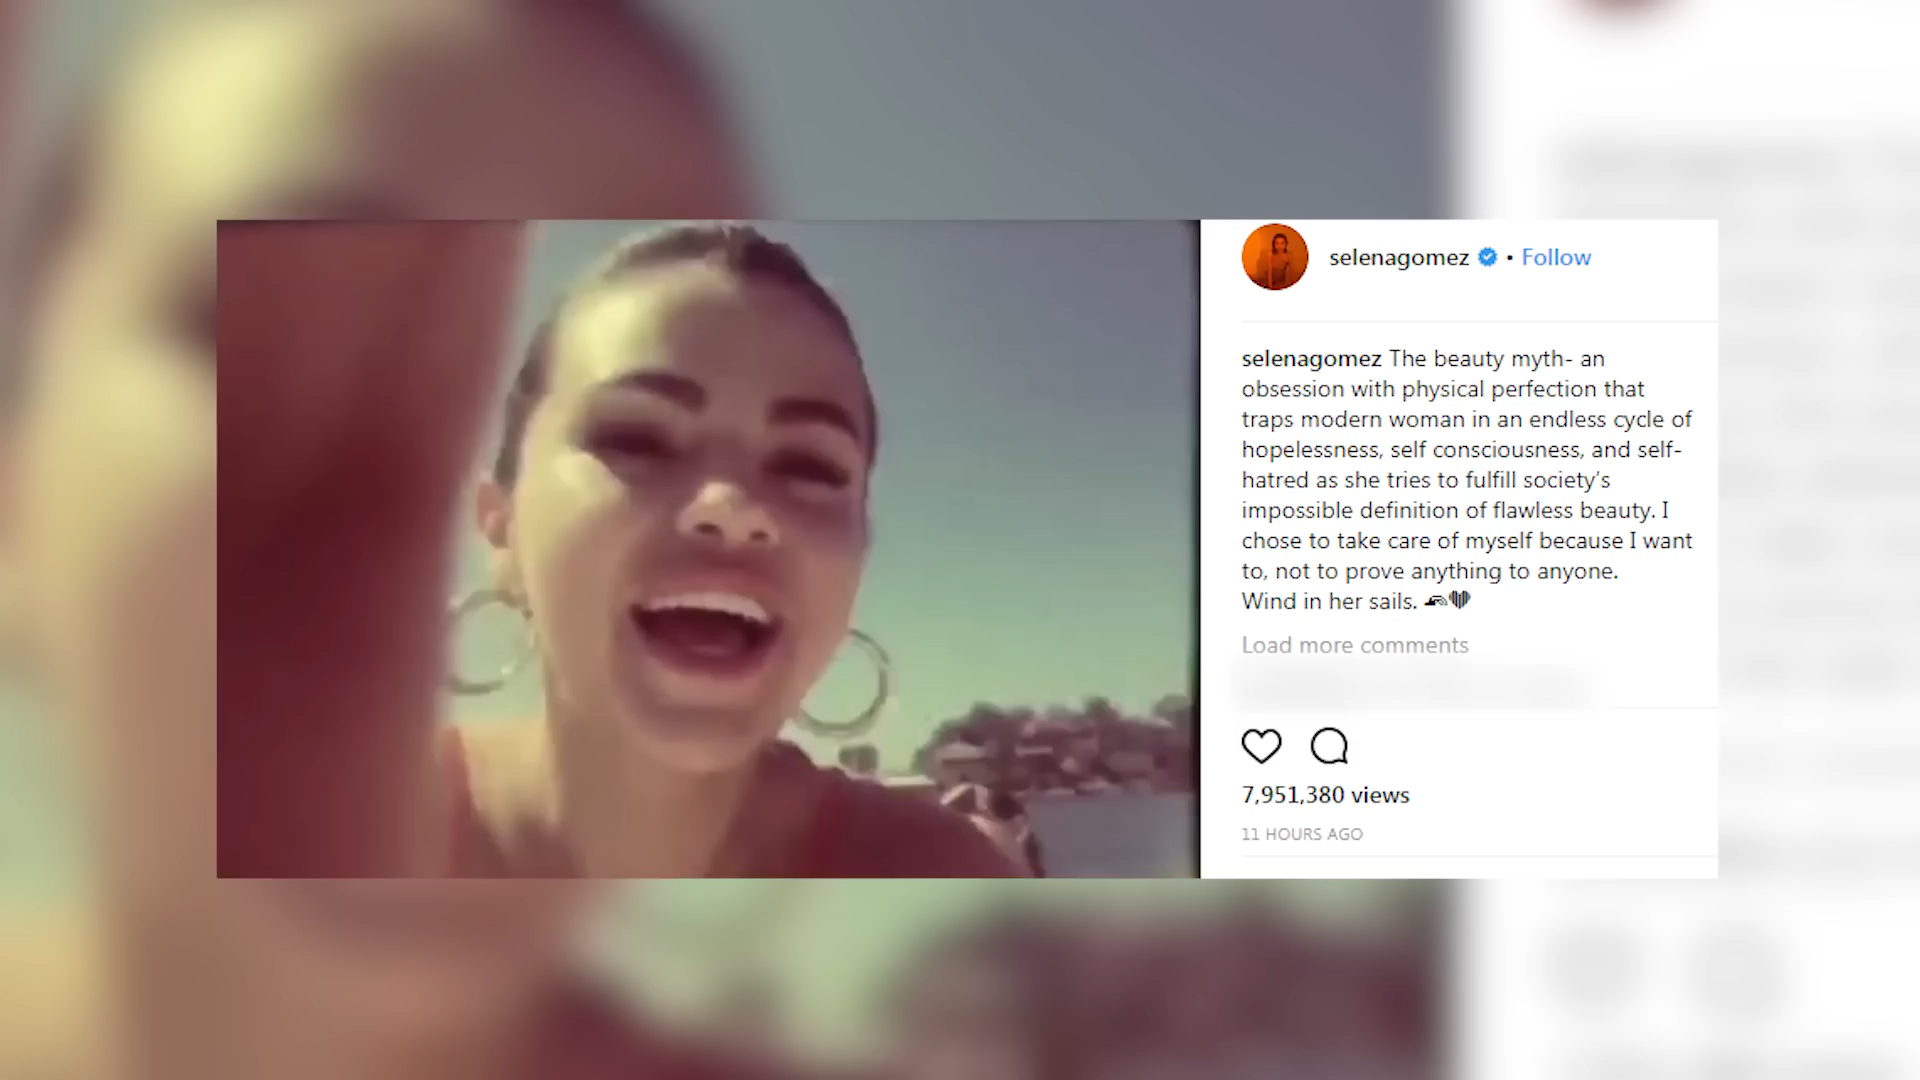 selenagomez • Follow
selenagomez The beauty myth- an
obsession with physical perfection that
traps modern woman in an endless cycle of
hopelessness, self consciousness, and self-
hatred as she tries to fulfill society's
impossible definition of flawless beauty. I
chose to take care of myself because I want
to, not to prove anything to anyone.
Wind in her sails.
Load more comments
7,951,380 views
11 HOURS AGO